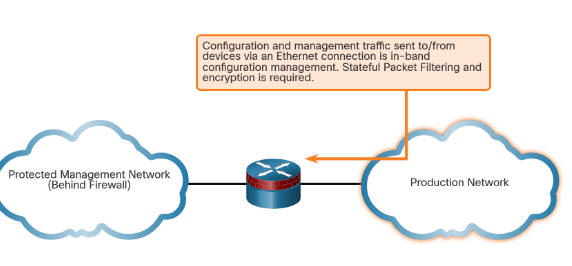 Configuration and management traffic sent to/from
devices via an Ethernet connection is in-band
configuration management. Stateful Packet Filtering and
encryption is required.
Protected Management Network
(Behind Firewall)
Production Network